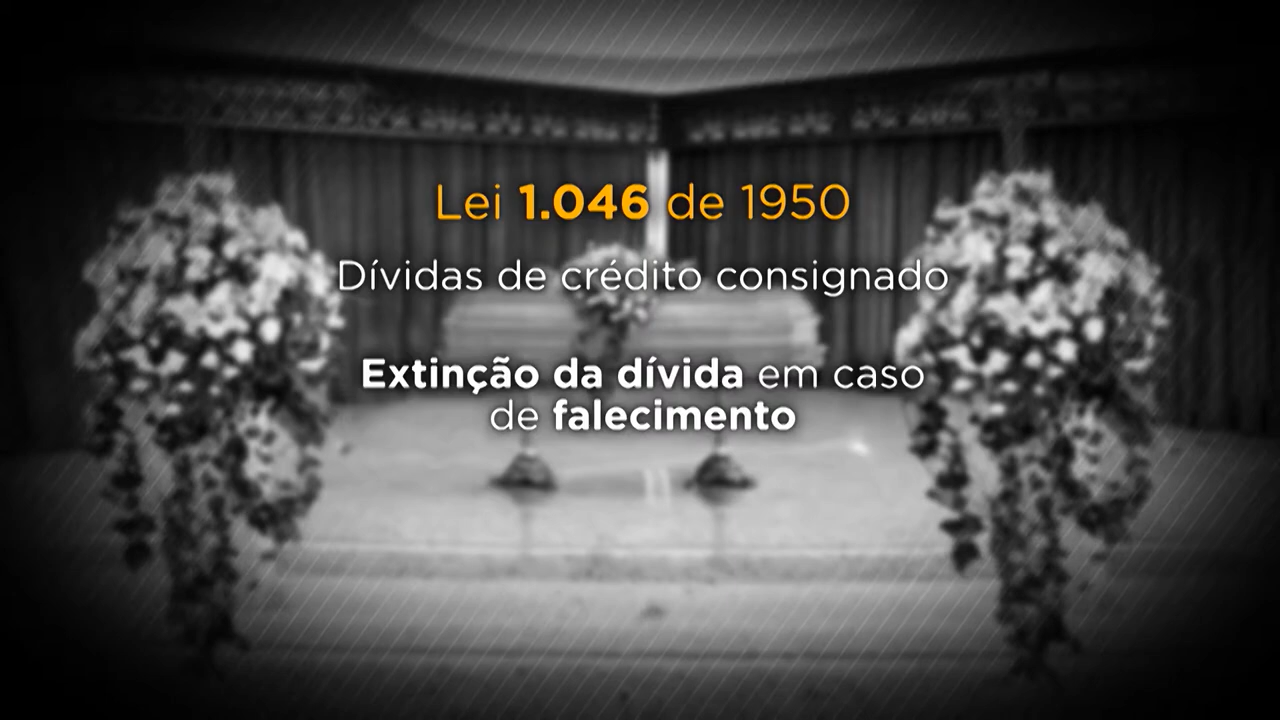 Lei 1.046 de 1950
Dívidas de crédito consignado
Extinção da dívida em caso
de falecimento